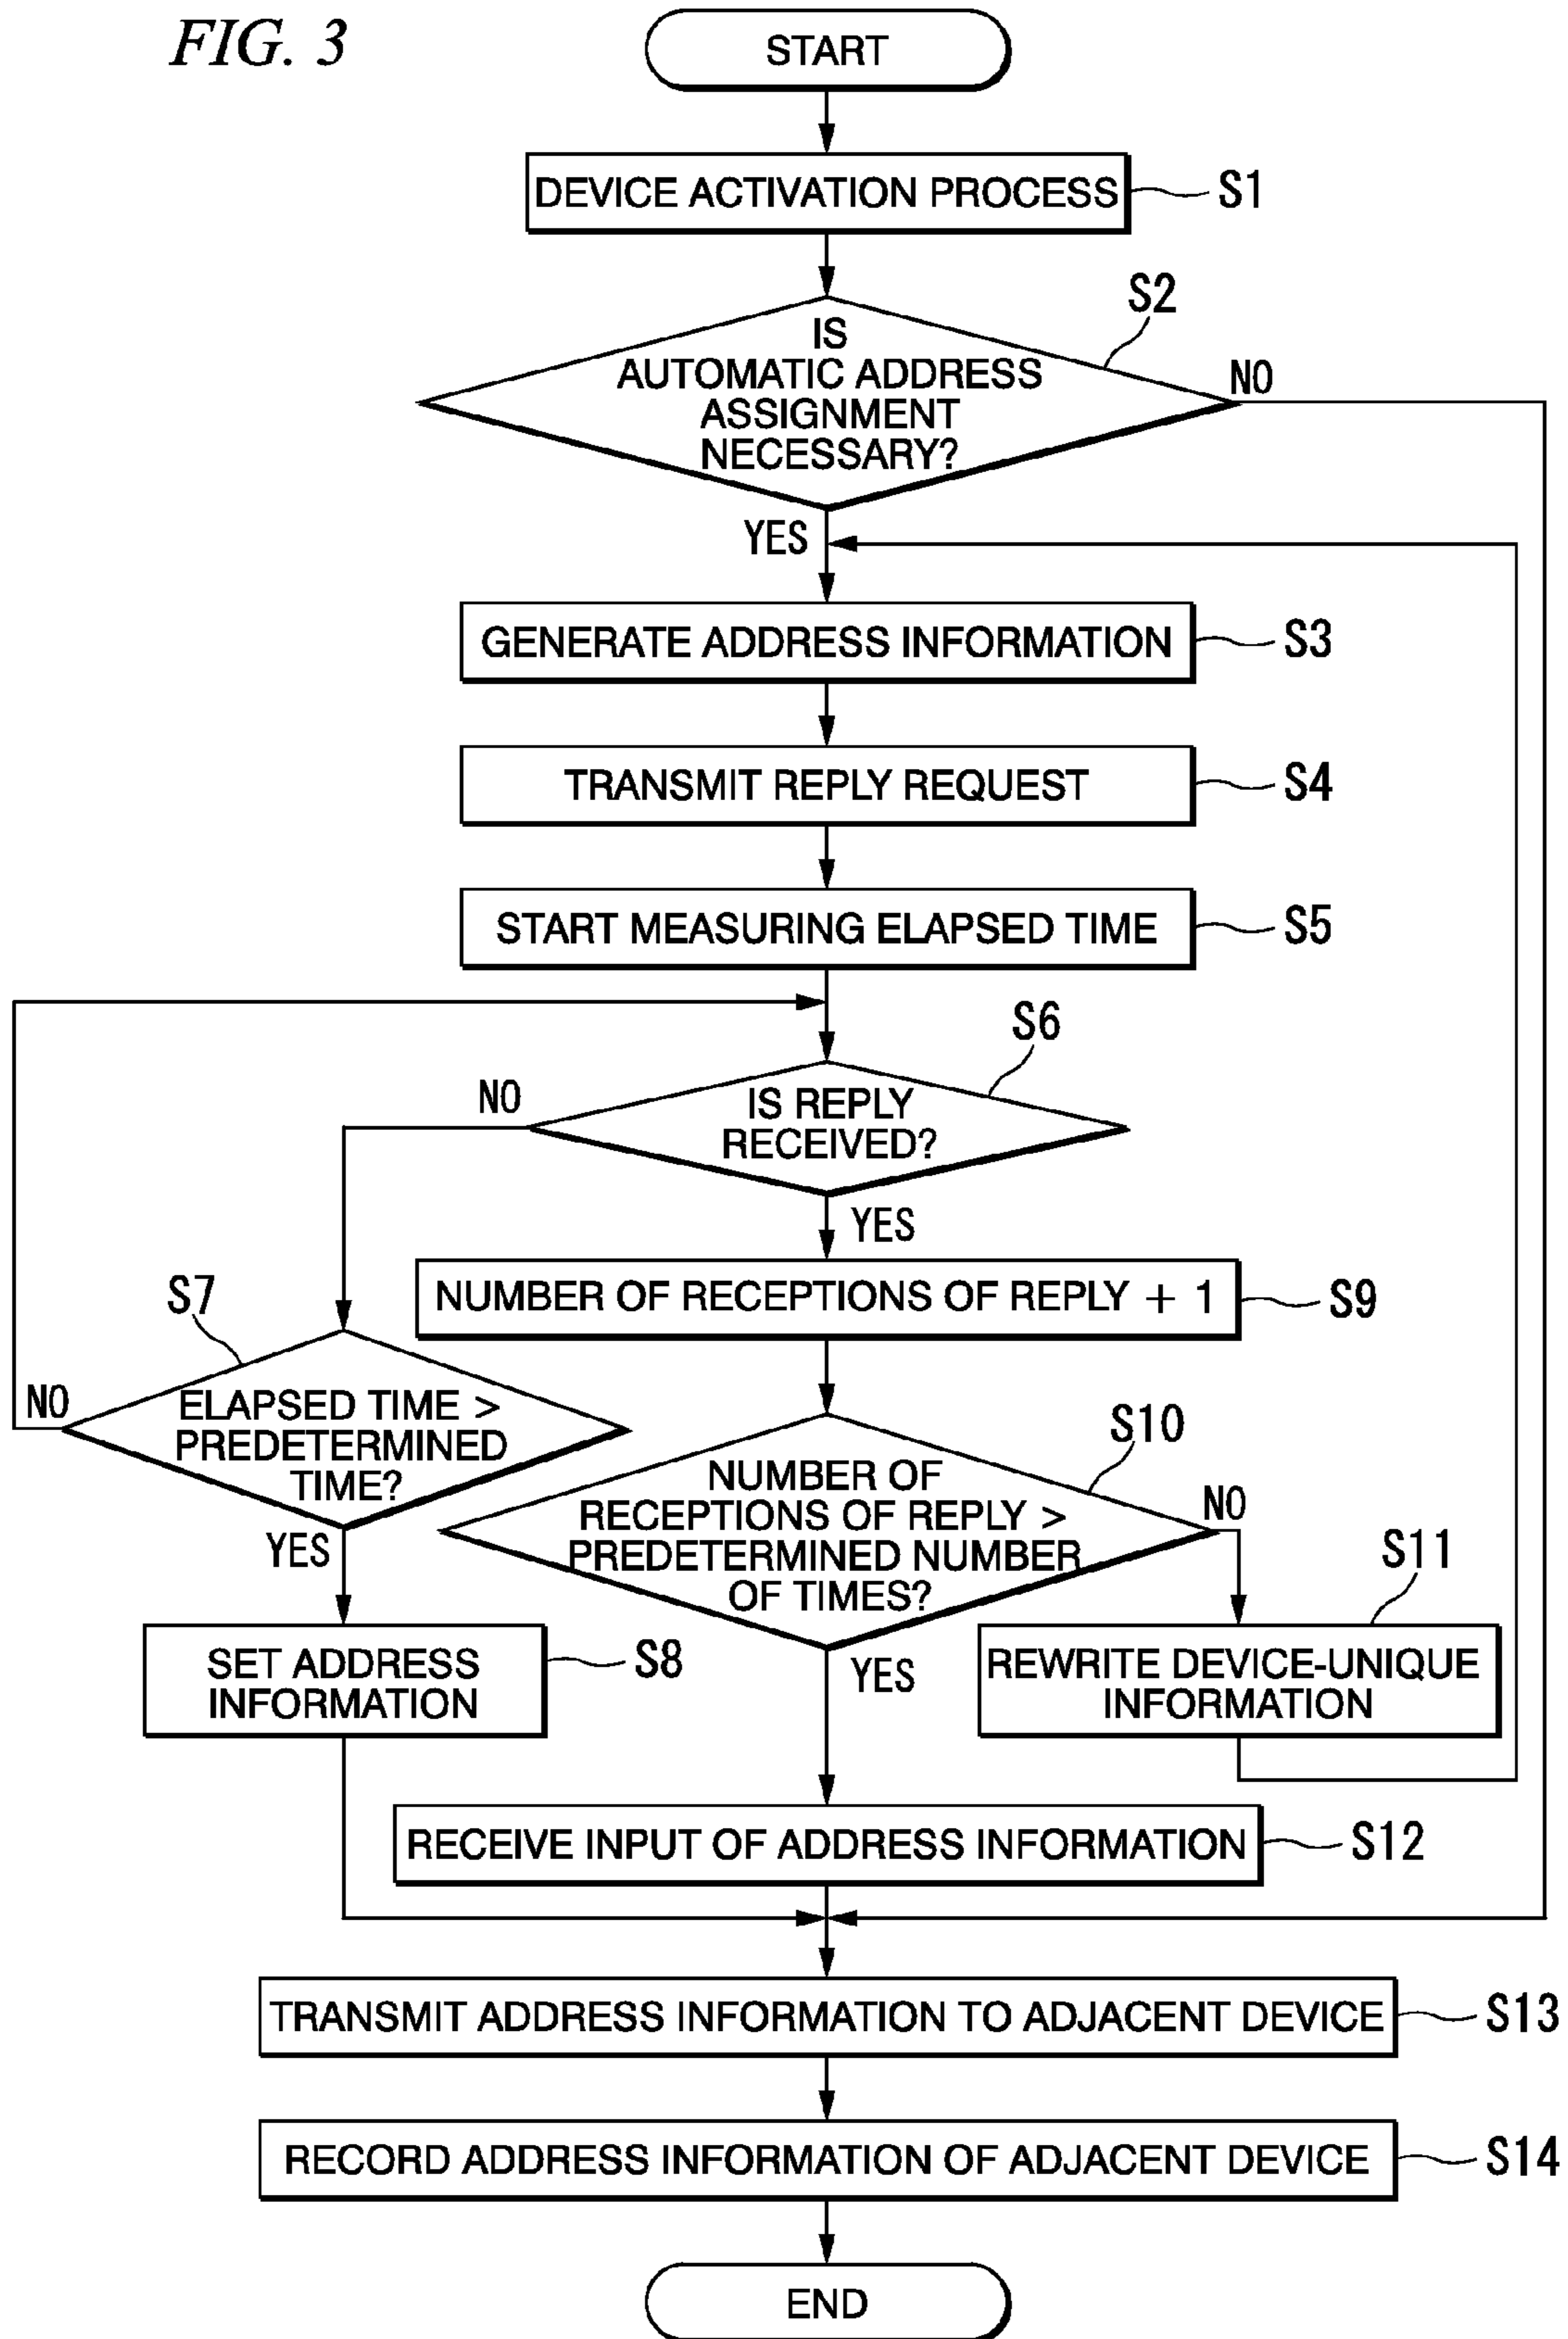 FIG. 3
START
DEVICE ACTIVATION PROCESS
S1
S2
IS
AUTOMATIC ADDRESS
ASSIGNMENT
NECESSARY?
NO
YES
GENERATE ADDRESS INFORMATION
S3
TRANSMIT REPLY REQUEST
S4
START MEASURING ELAPSED TIME
S5
S6
NO
IS REPLY
RECEIVED?
YES
NUMBER OF RECEPTIONS OF REPLY + 1
S9
S7
NO
ELAPSED TIME >
PREDETERMINED
TIME?
YES
S10
NUMBER OF
RECEPTIONS OF REPLY >
PREDETERMINED NUMBER
OF TIMES?
NO
YES
S11
SET ADDRESS
INFORMATION
S8
REWRITE DEVICE-UNIQUE
INFORMATION
RECEIVE INPUT OF ADDRESS INFORMATION
S12
TRANSMIT ADDRESS INFORMATION TO ADJACENT DEVICE
S13
RECORD ADDRESS INFORMATION OF ADJACENT DEVICE
S14
END